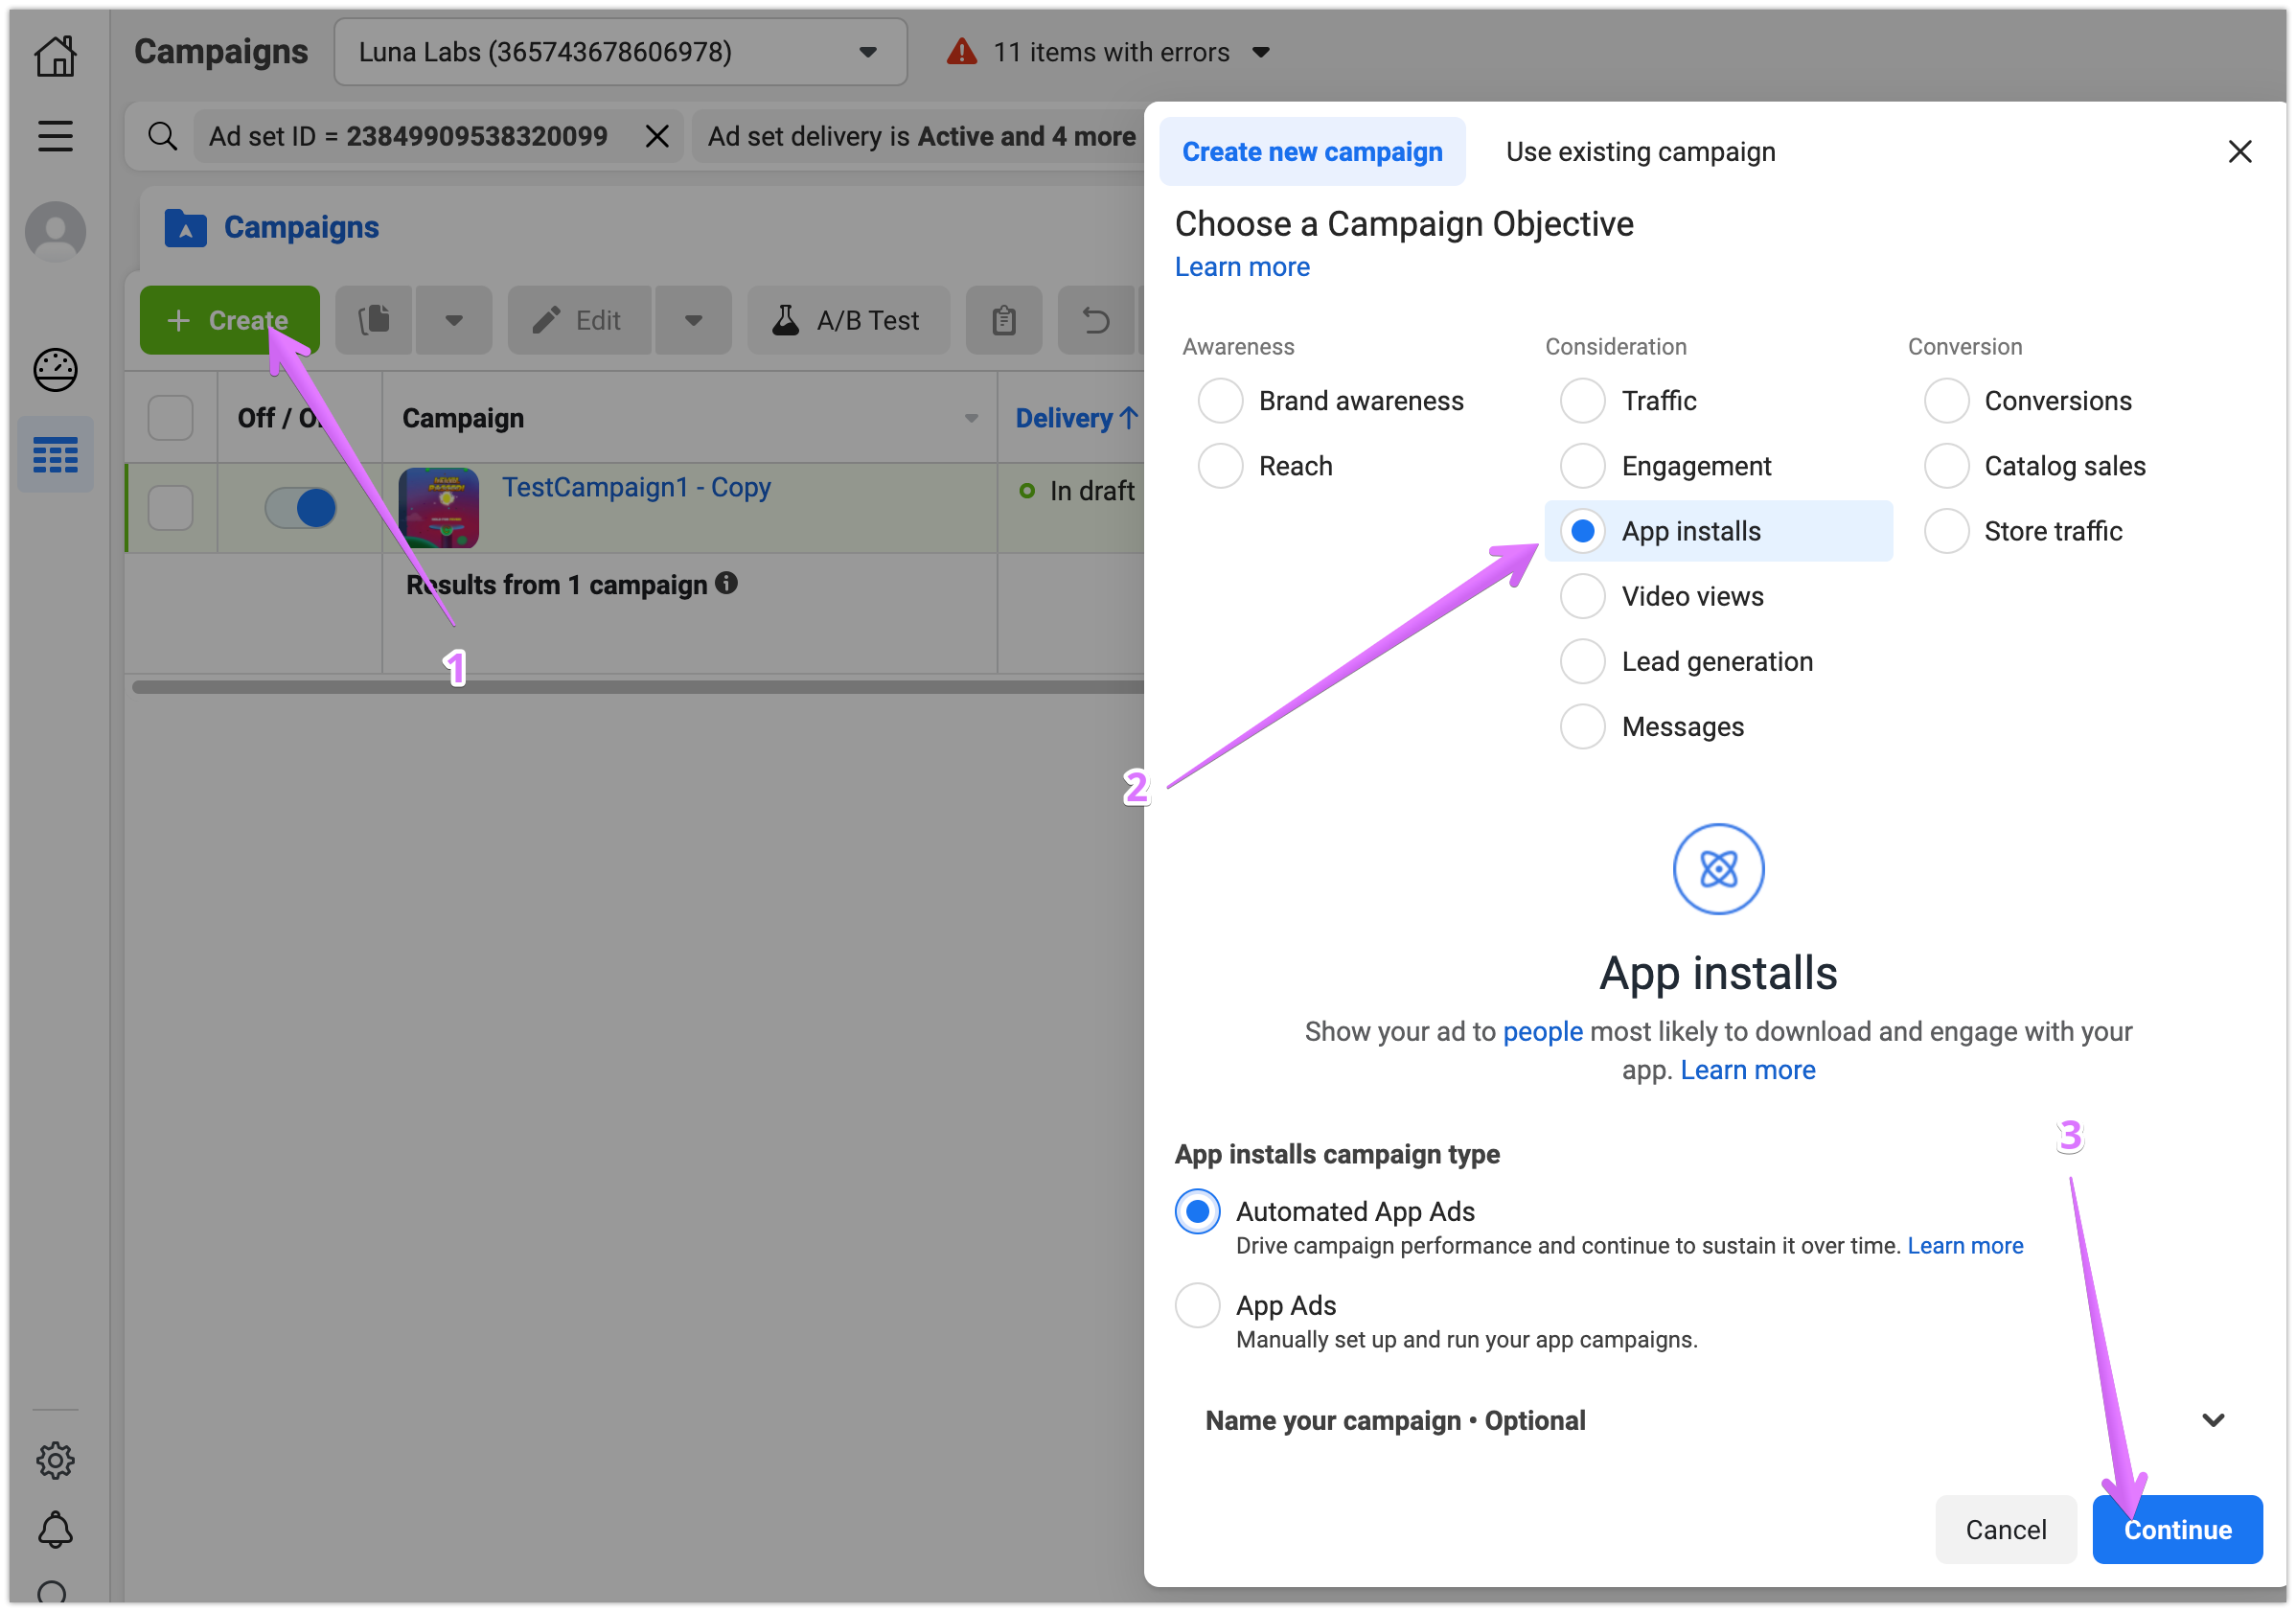 Campaigns
Luna Labs (365743678606978)
11 items with errors
Ad set ID = 23849909538320099
Ad set delivery is Active and 4 more
Campaigns
+ Create
Edit
A/B Test
Off / O
Campaign
Delivery ↑
TestCampaign1 - Copy
In draft
Results from 1 campaign
1
2
Create new campaign
Use existing campaign
Choose a Campaign Objective
Learn more
Awareness
Brand awareness
Reach
Consideration
Traffic
Engagement
App installs
Video views
Lead generation
Messages
Conversion
Conversions
Catalog sales
Store traffic
App installs
Show your ad to people most likely to download and engage with your
app. Learn more
3
App installs campaign type
Automated App Ads
Drive campaign performance and continue to sustain it over time. Learn more
App Ads
Manually set up and run your app campaigns.
Name your campaign • Optional
Cancel
Continue